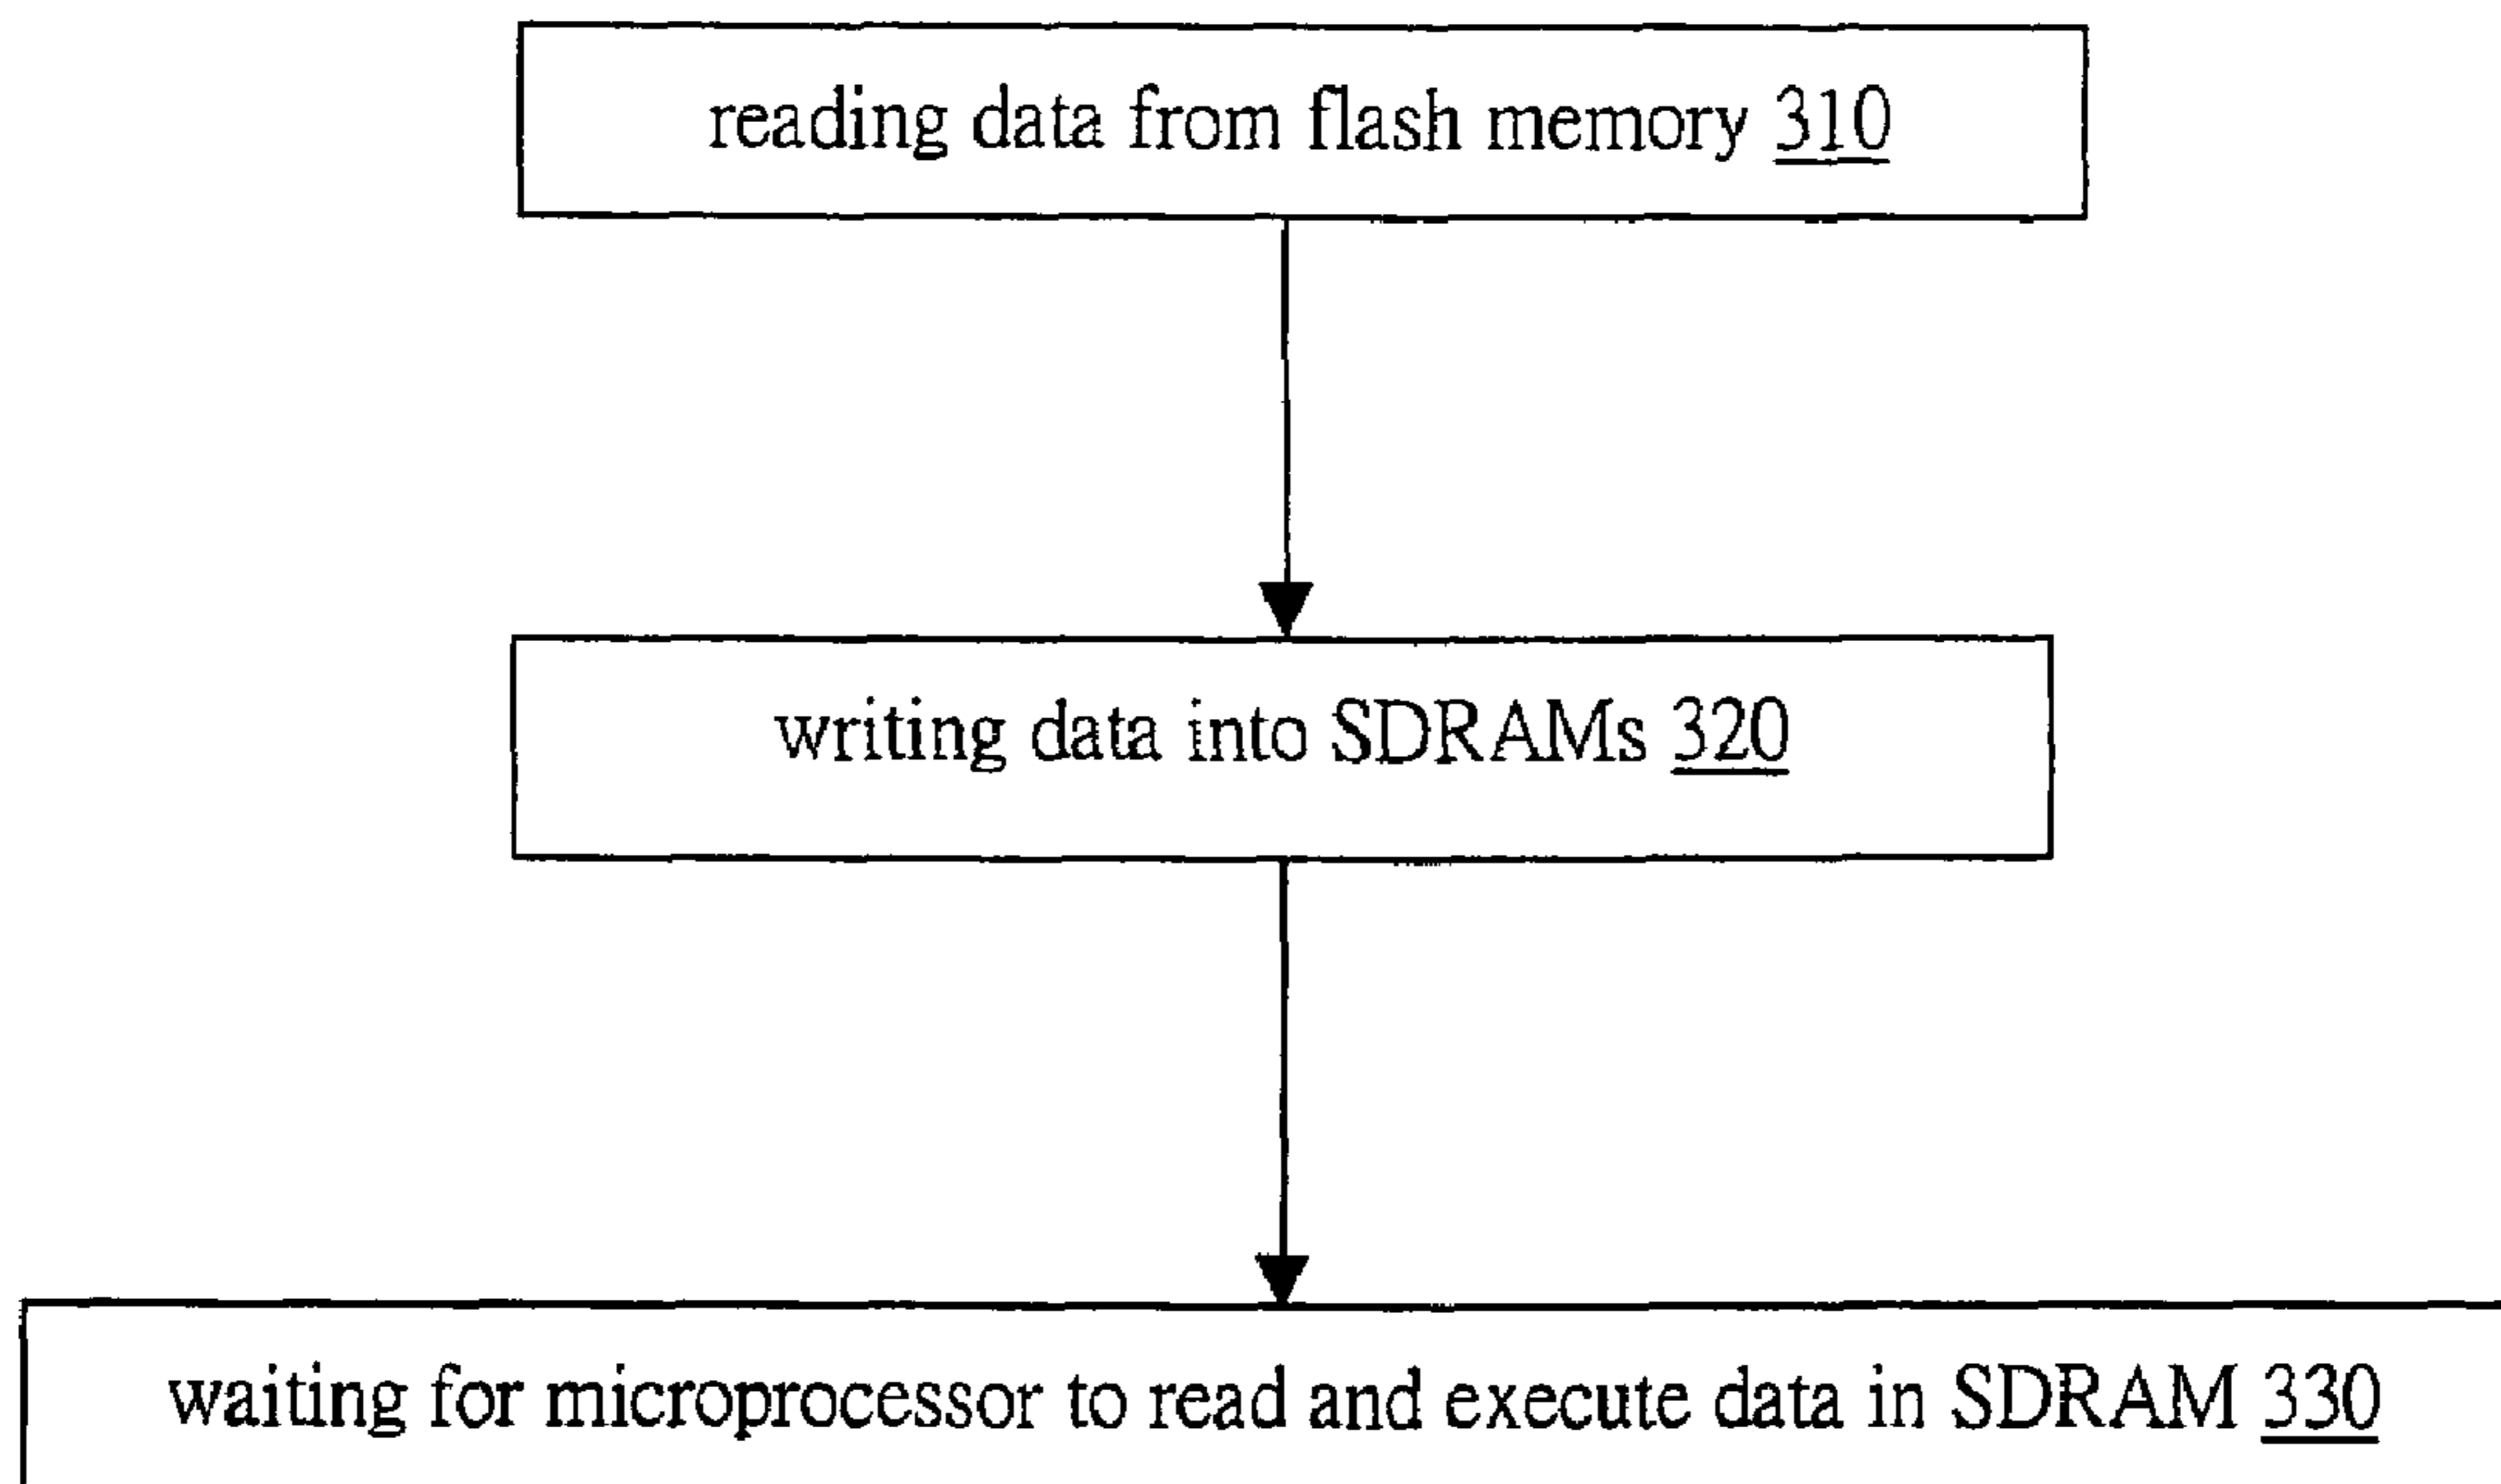 reading data from flash memory 310
writing data into SDRAMs 320
waiting for microprocessor to read and execute data in SDRAM 330